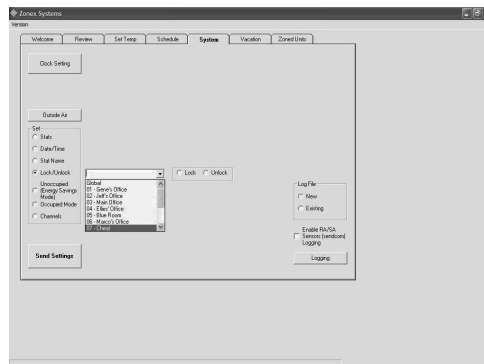 Zonex Systems
Version
Welcome Review Set Temp Schedule System Vacation Zoned Units
Clock Setting
Outside Air
Set
Stats
Date/Time
Stat Name
Lock/Unlock
Lock Unlock
Global
01 - Gene's Office
02 - Jeff's Office
03 - Main Office
04 - Ellies' Office
05 - Blue Room
06 - Marco's Office
07 - Cheryl
Unoccupied
(Energy Savings
Mode)
Occupied Mode
Channels
Log File
New
Existing
Enable RA/SA
Sensors (sendcom)
Logging
Send Settings
Logging